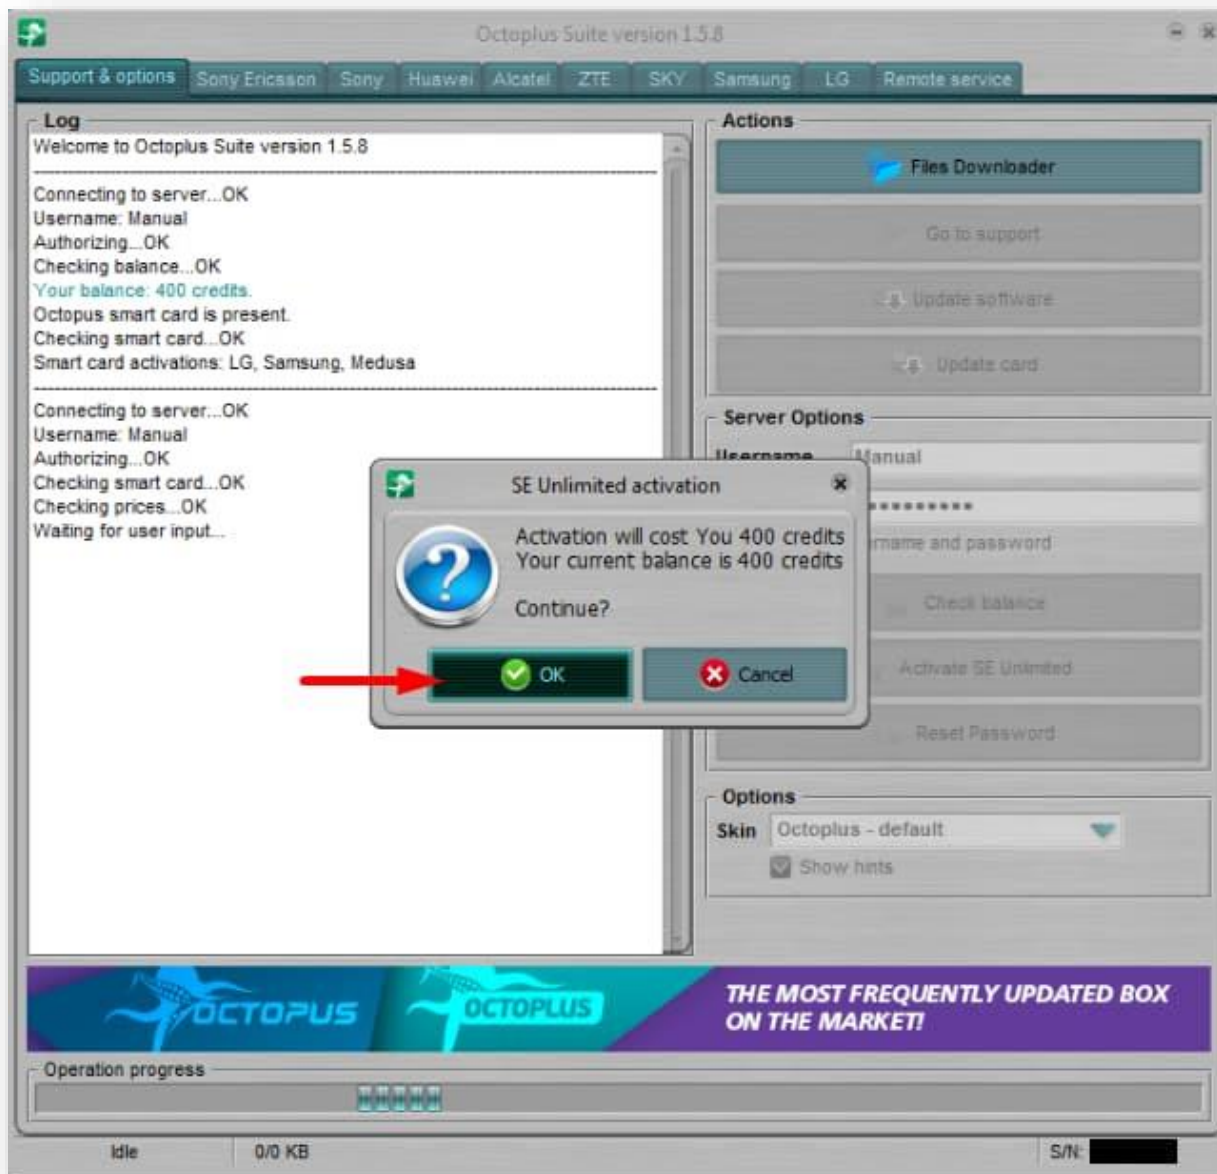 Octoplus Suite version 1.5.8
Support & options
Sony Ericsson
Sony
Huawei
Alcatel
ZTE
SKY
Samsung
LG
Remote service
Log
Welcome to Octoplus Suite version 1.5.8
Connecting to server...OK
Username: Manual
Authorizing...OK
Checking balance...OK
Your balance: 400 credits.
Octopus smart card is present.
Checking smart card...OK
Smart card activations: LG, Samsung, Medusa
Connecting to server...OK
Username: Manual
Authorizing...OK
Checking smart card...OK
Checking prices...OK
Waiting for user input...
Actions
Files Downloader
Go to support
Update software
Update card
Server Options
Username
Manual
**********
and password
Check balance
Activate SE Unlimited
Reset Password
SE Unlimited activation
Activation will cost You 400 credits
Your current balance is 400 credits
Continue?
OK
Cancel
Options
Skin
Octoplus - default
Show hints
OCTOPUS
OCTOPLUS
THE MOST FREQUENTLY UPDATED BOX
ON THE MARKET!
Operation progress
Idle
0/0 KB
S/N: